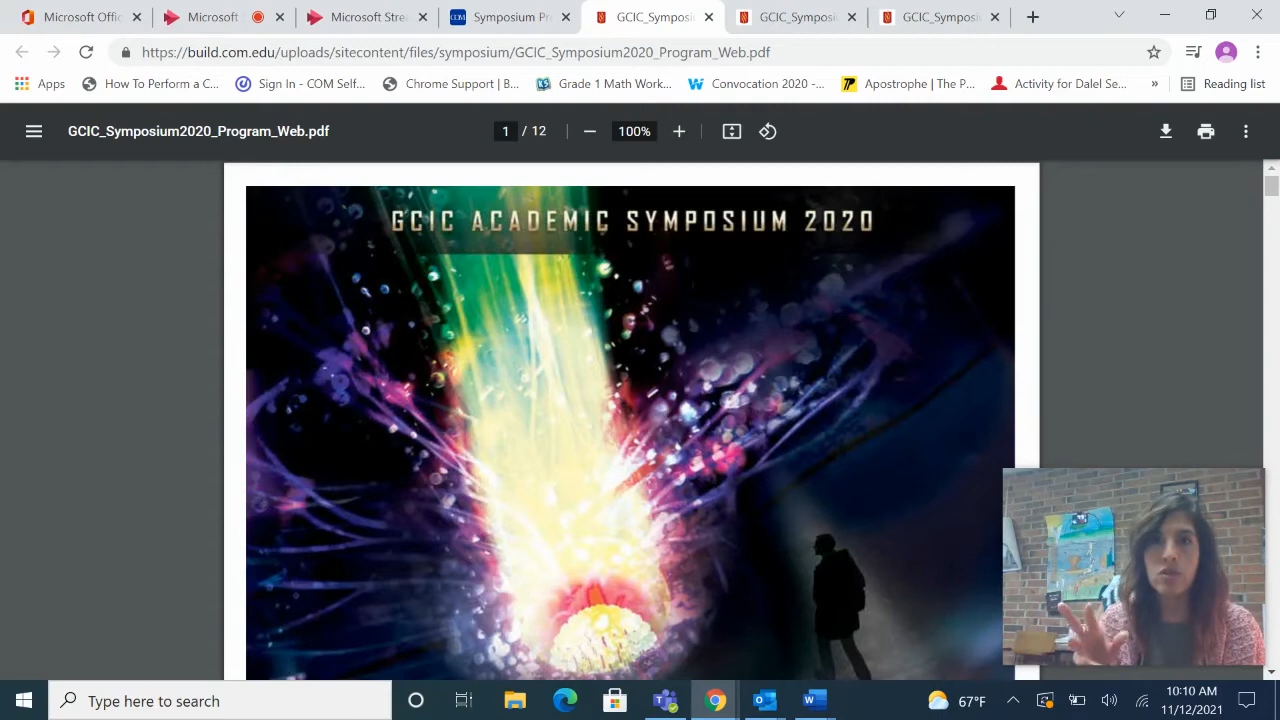 Microsoft Offic
Microsoft
Microsoft Stre
COM
Symposium Pr
GCIC_Symposi
GCIC_Symposi
GCIC_Symposi
https://build.com.edu/uploads/sitecontent/files/symposium/GCIC_Symposium2020_Program_Web.pdf
Apps
How To Perform a C...
Sign In - COM Self...
Chrome Support | B...
Grade 1 Math Work...
Convocation 2020 -...
Apostrophe | The P...
Activity for Dalel Se...
»
Reading list
GCIC_Symposium2020_Program_Web.pdf
1 / 12
100%
GCIC ACADEMIC SYMPOSIUM 2020
Type here to search
67°F
10:10 AM
11/12/2021